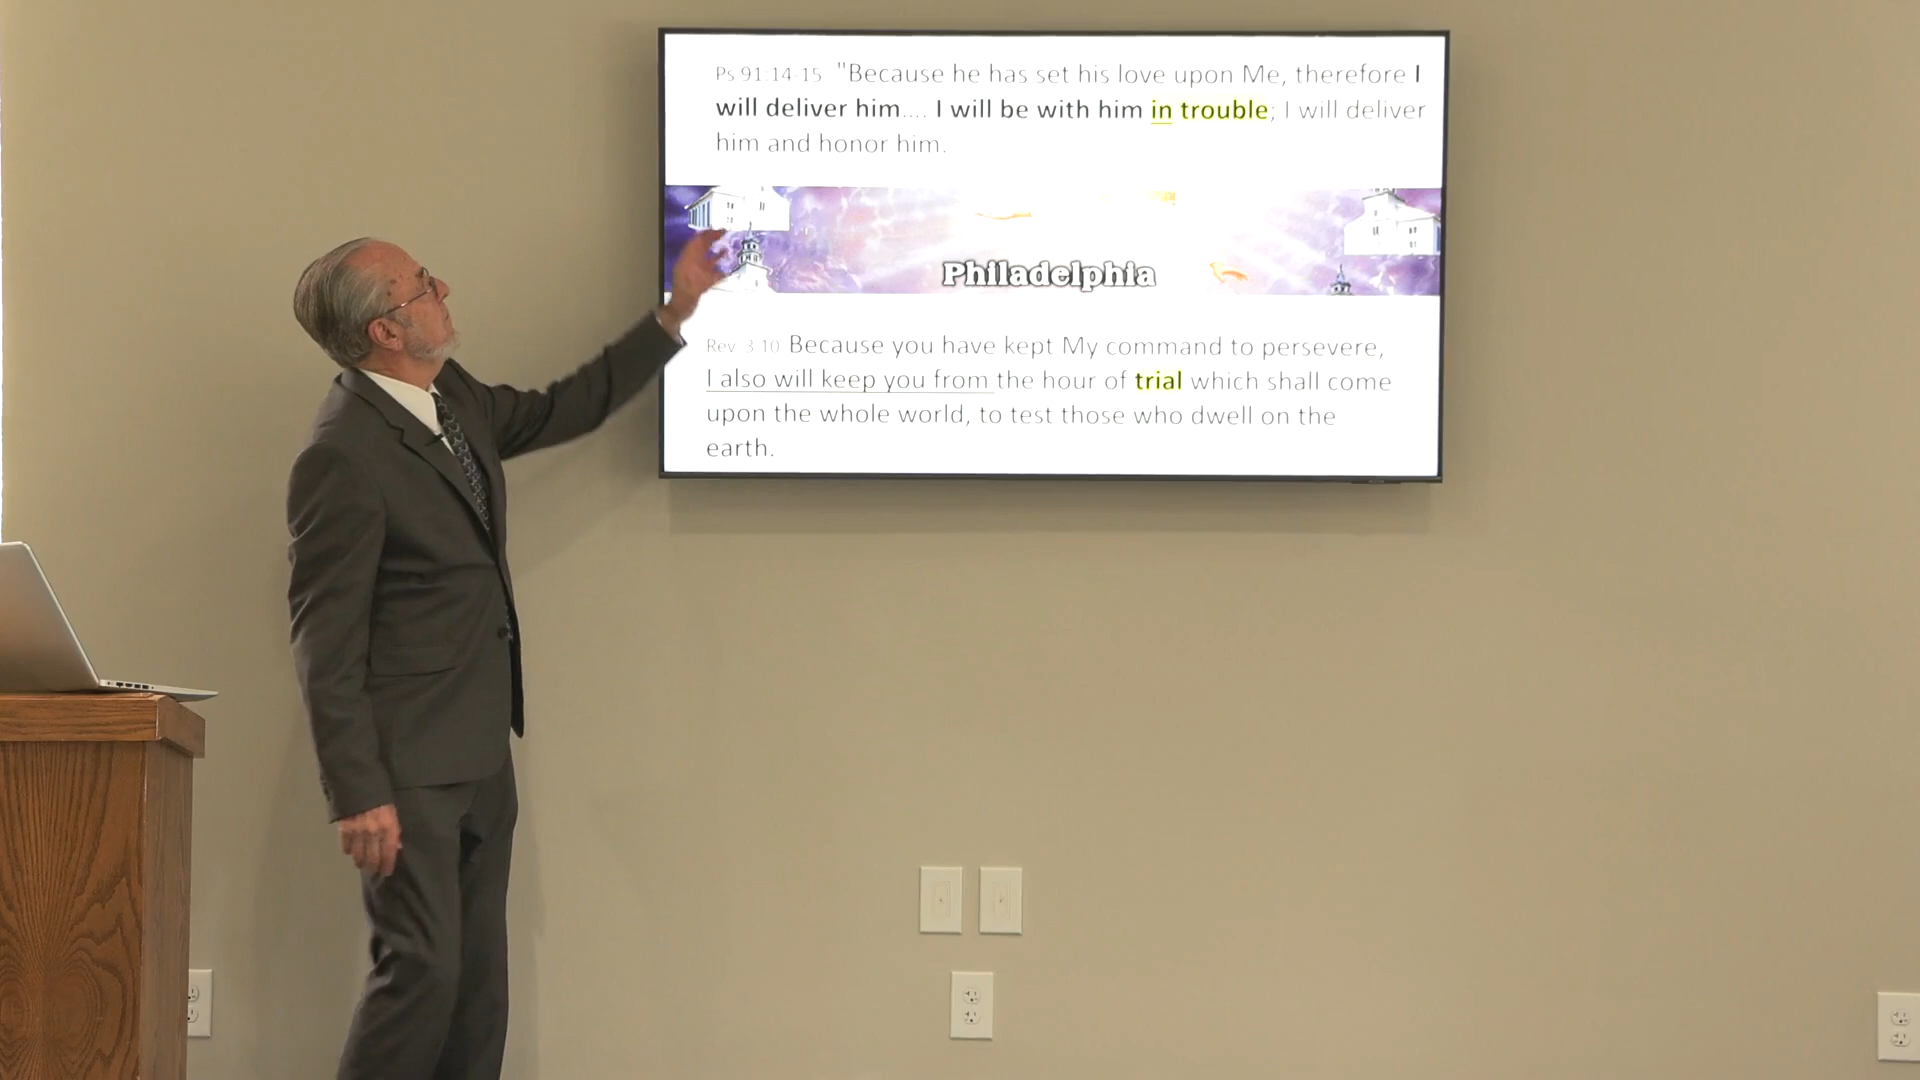 Ps 91:14-15 "Because he has set his love upon Me, therefore I
will deliver him.... I will be with him in trouble; I will deliver
him and honor him.
Philadelphia
Rev 3:10 Because you have kept My command to persevere,
I also will keep you from the hour of trial which shall come
upon the whole world, to test those who dwell on the
earth.